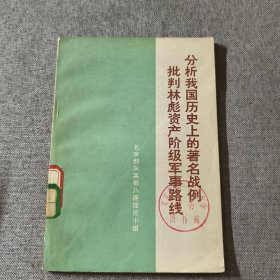 分析我国历史上的著名战例
批判林彪资产阶级军事路线
北京部队某部八连理论小组